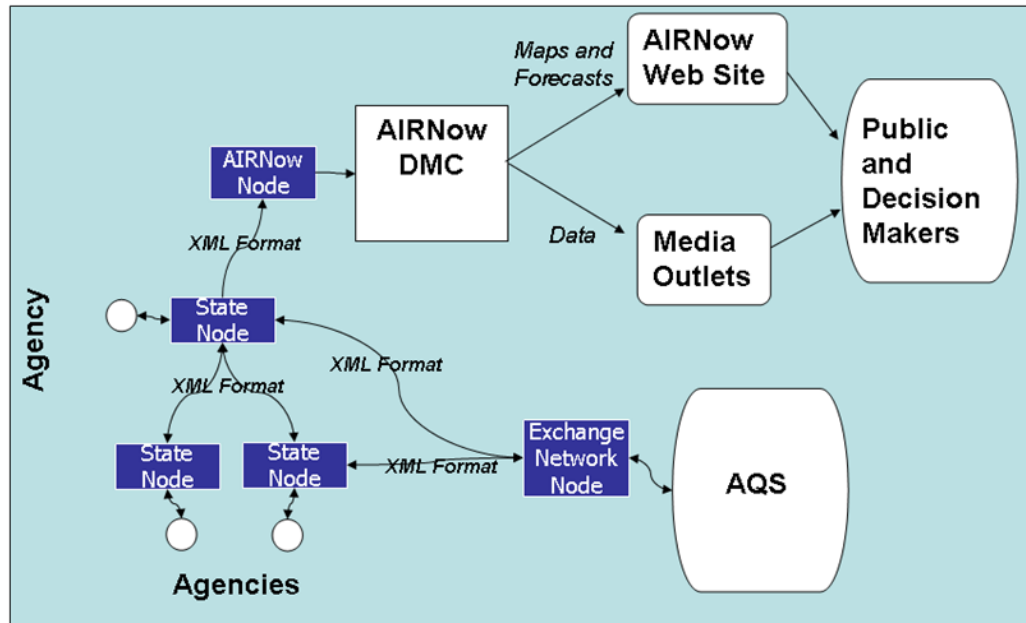 Maps and
Forecasts
AIRNow
Web Site
AIRNow
DMC
Public
and
Decision
Makers
AIRNow
Node
XML Format
Data
Media
Outlets
Agency
State
Node
XML Format
XML Format
State
Node
State
Node
XML Format
Exchange
Network
Node
AQS
Agencies